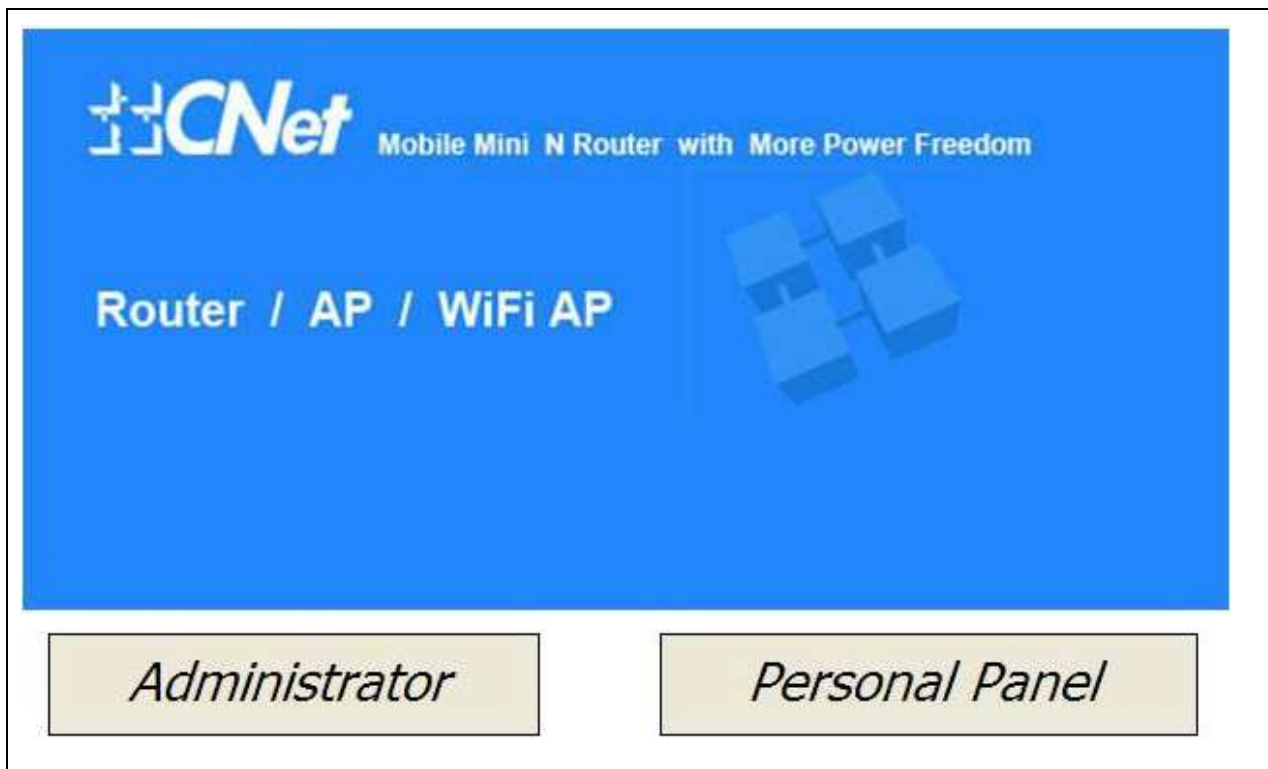 CNet Mobile Mini N Router with More Power Freedom
Router / AP / WiFi AP
Administrator Personal Panel